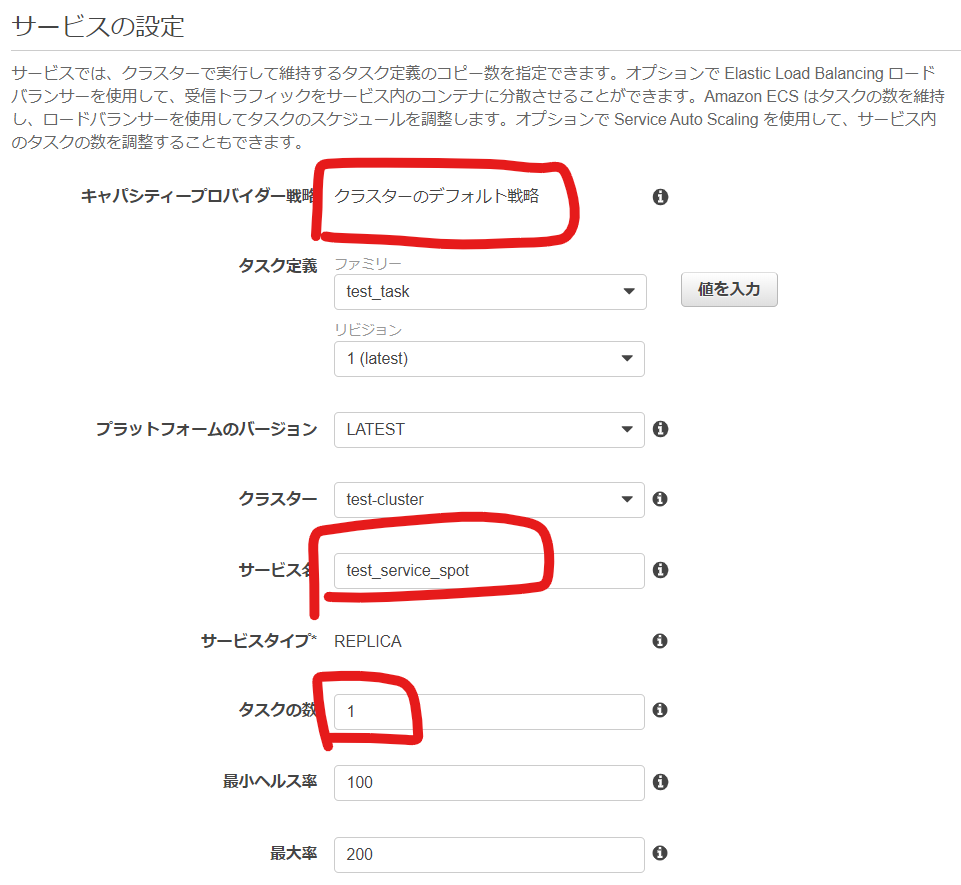 サービスの設定
サービスでは、クラスターで実行して維持するタスク定義のコピー数を指定できます。オプションで Elastic Load Balancing ロード
バランサーを使用して、受信トラフィックをサービス内のコンテナに分散させることができます。Amazon ECS はタスクの数を維持
し、ロードバランサーを使用してタスクのスケジュールを調整します。オプションで Service Auto Scaling を使用して、サービス内
のタスクの数を調整することもできます。
キャパシティープロバイダー戦略 クラスターのデフォルト戦略
タスク定義 ファミリー
test_task 値を入力
リビジョン
1 (latest)
プラットフォームのバージョン LATEST
クラスター test-cluster
サービス名 test_service_spot
サービスタイプ* REPLICA
タスクの数 1
最小ヘルス率 100
最大率 200